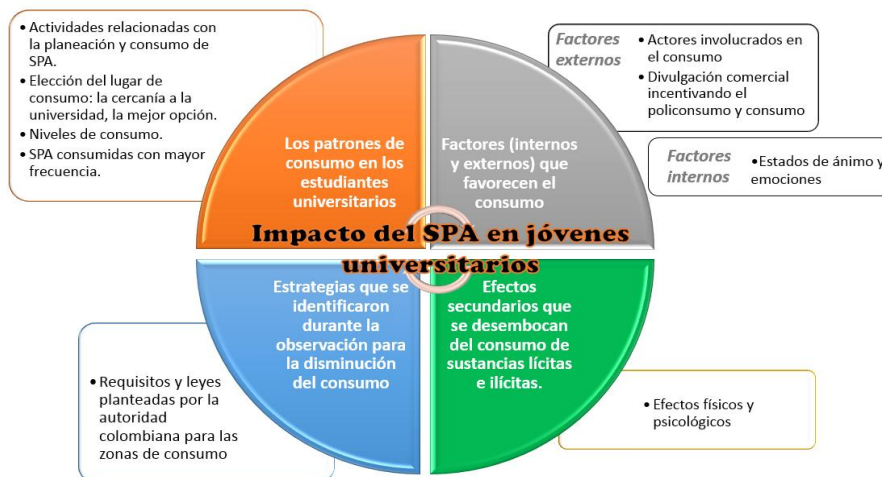 • Actividades relacionadas con
la planeación y consumo de
SPA.
• Elección del lugar de
consumo: la cercanía a la
universidad, la mejor opción.
• Niveles de consumo.
• SPA consumidas con mayor
frecuencia.
Los patrones de
consumo en los
estudiantes
universitarios
Factores (internos
y externos) que
favorecen el
consumo
Factores
externos
• Actores involucrados en
el consumo
• Divulgación comercial
incentivando el
policonsumo y consumo
Factores
internos
• Estados de ánimo y
emociones
Impacto del SPA en jóvenes
universitarios
Estrategias que se
identificaron
durante la
observación para
la disminución
del consumo
Efectos
secundarios que
se desembocan
del consumo de
sustancias lícitas
e ilícitas.
• Requisitos y leyes
planteadas por la
autoridad
colombiana para las
zonas de consumo
• Efectos físicos y
psicológicos